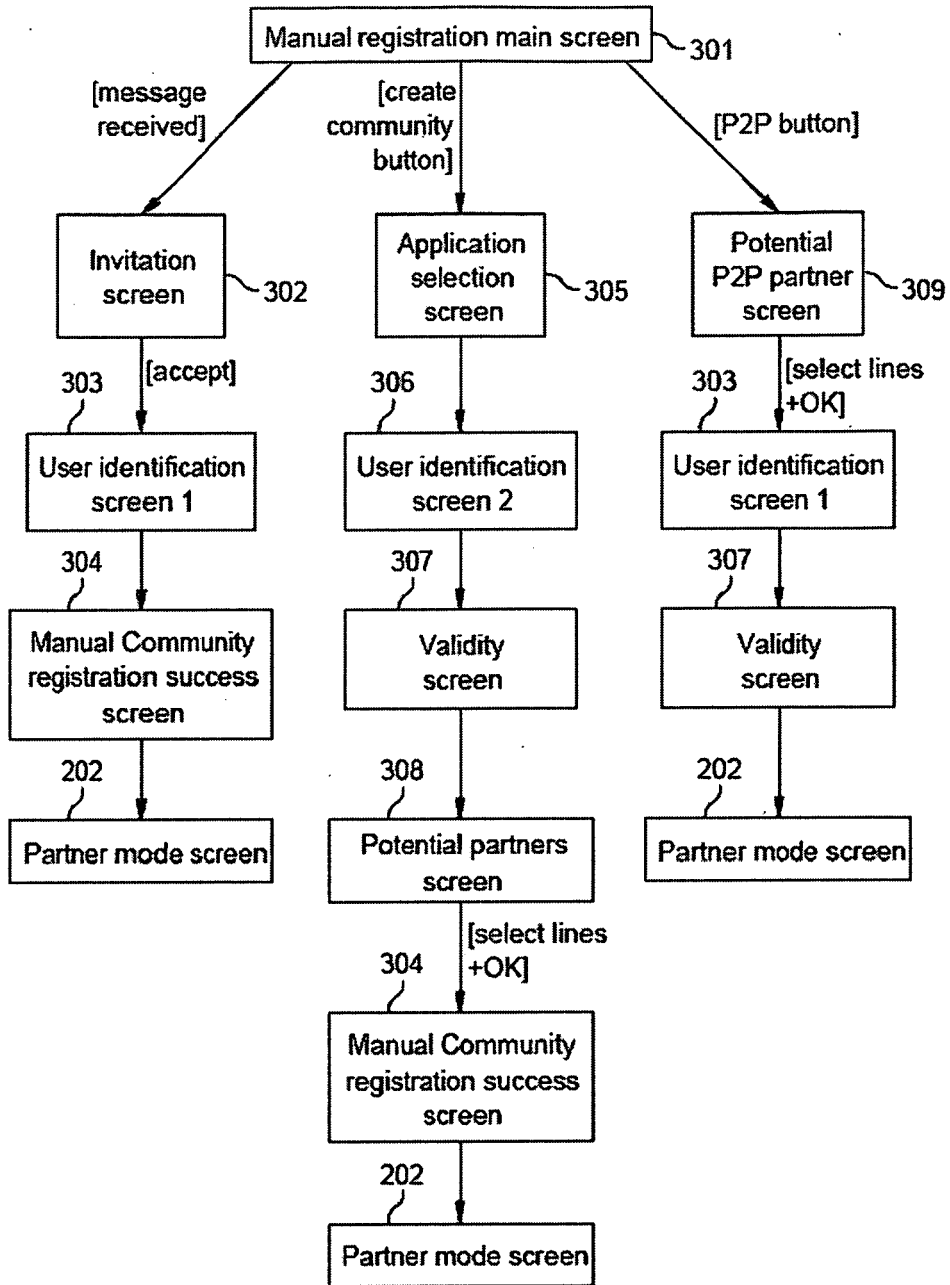 Manual registration main screen
301
[message
received]
[create
community
button]
[P2P button]
Invitation
screen
302
Application
selection
screen
305
Potential
P2P partner
screen
309
[accept]
[select lines
+OK]
303
User identification
screen 1
306
User identification
screen 2
303
User identification
screen 1
304
Manual Community
registration success
screen
307
Validity
screen
307
Validity
screen
202
Partner mode screen
308
Potential partners
screen
202
Partner mode screen
[select lines
+OK]
304
Manual Community
registration success
screen
202
Partner mode screen